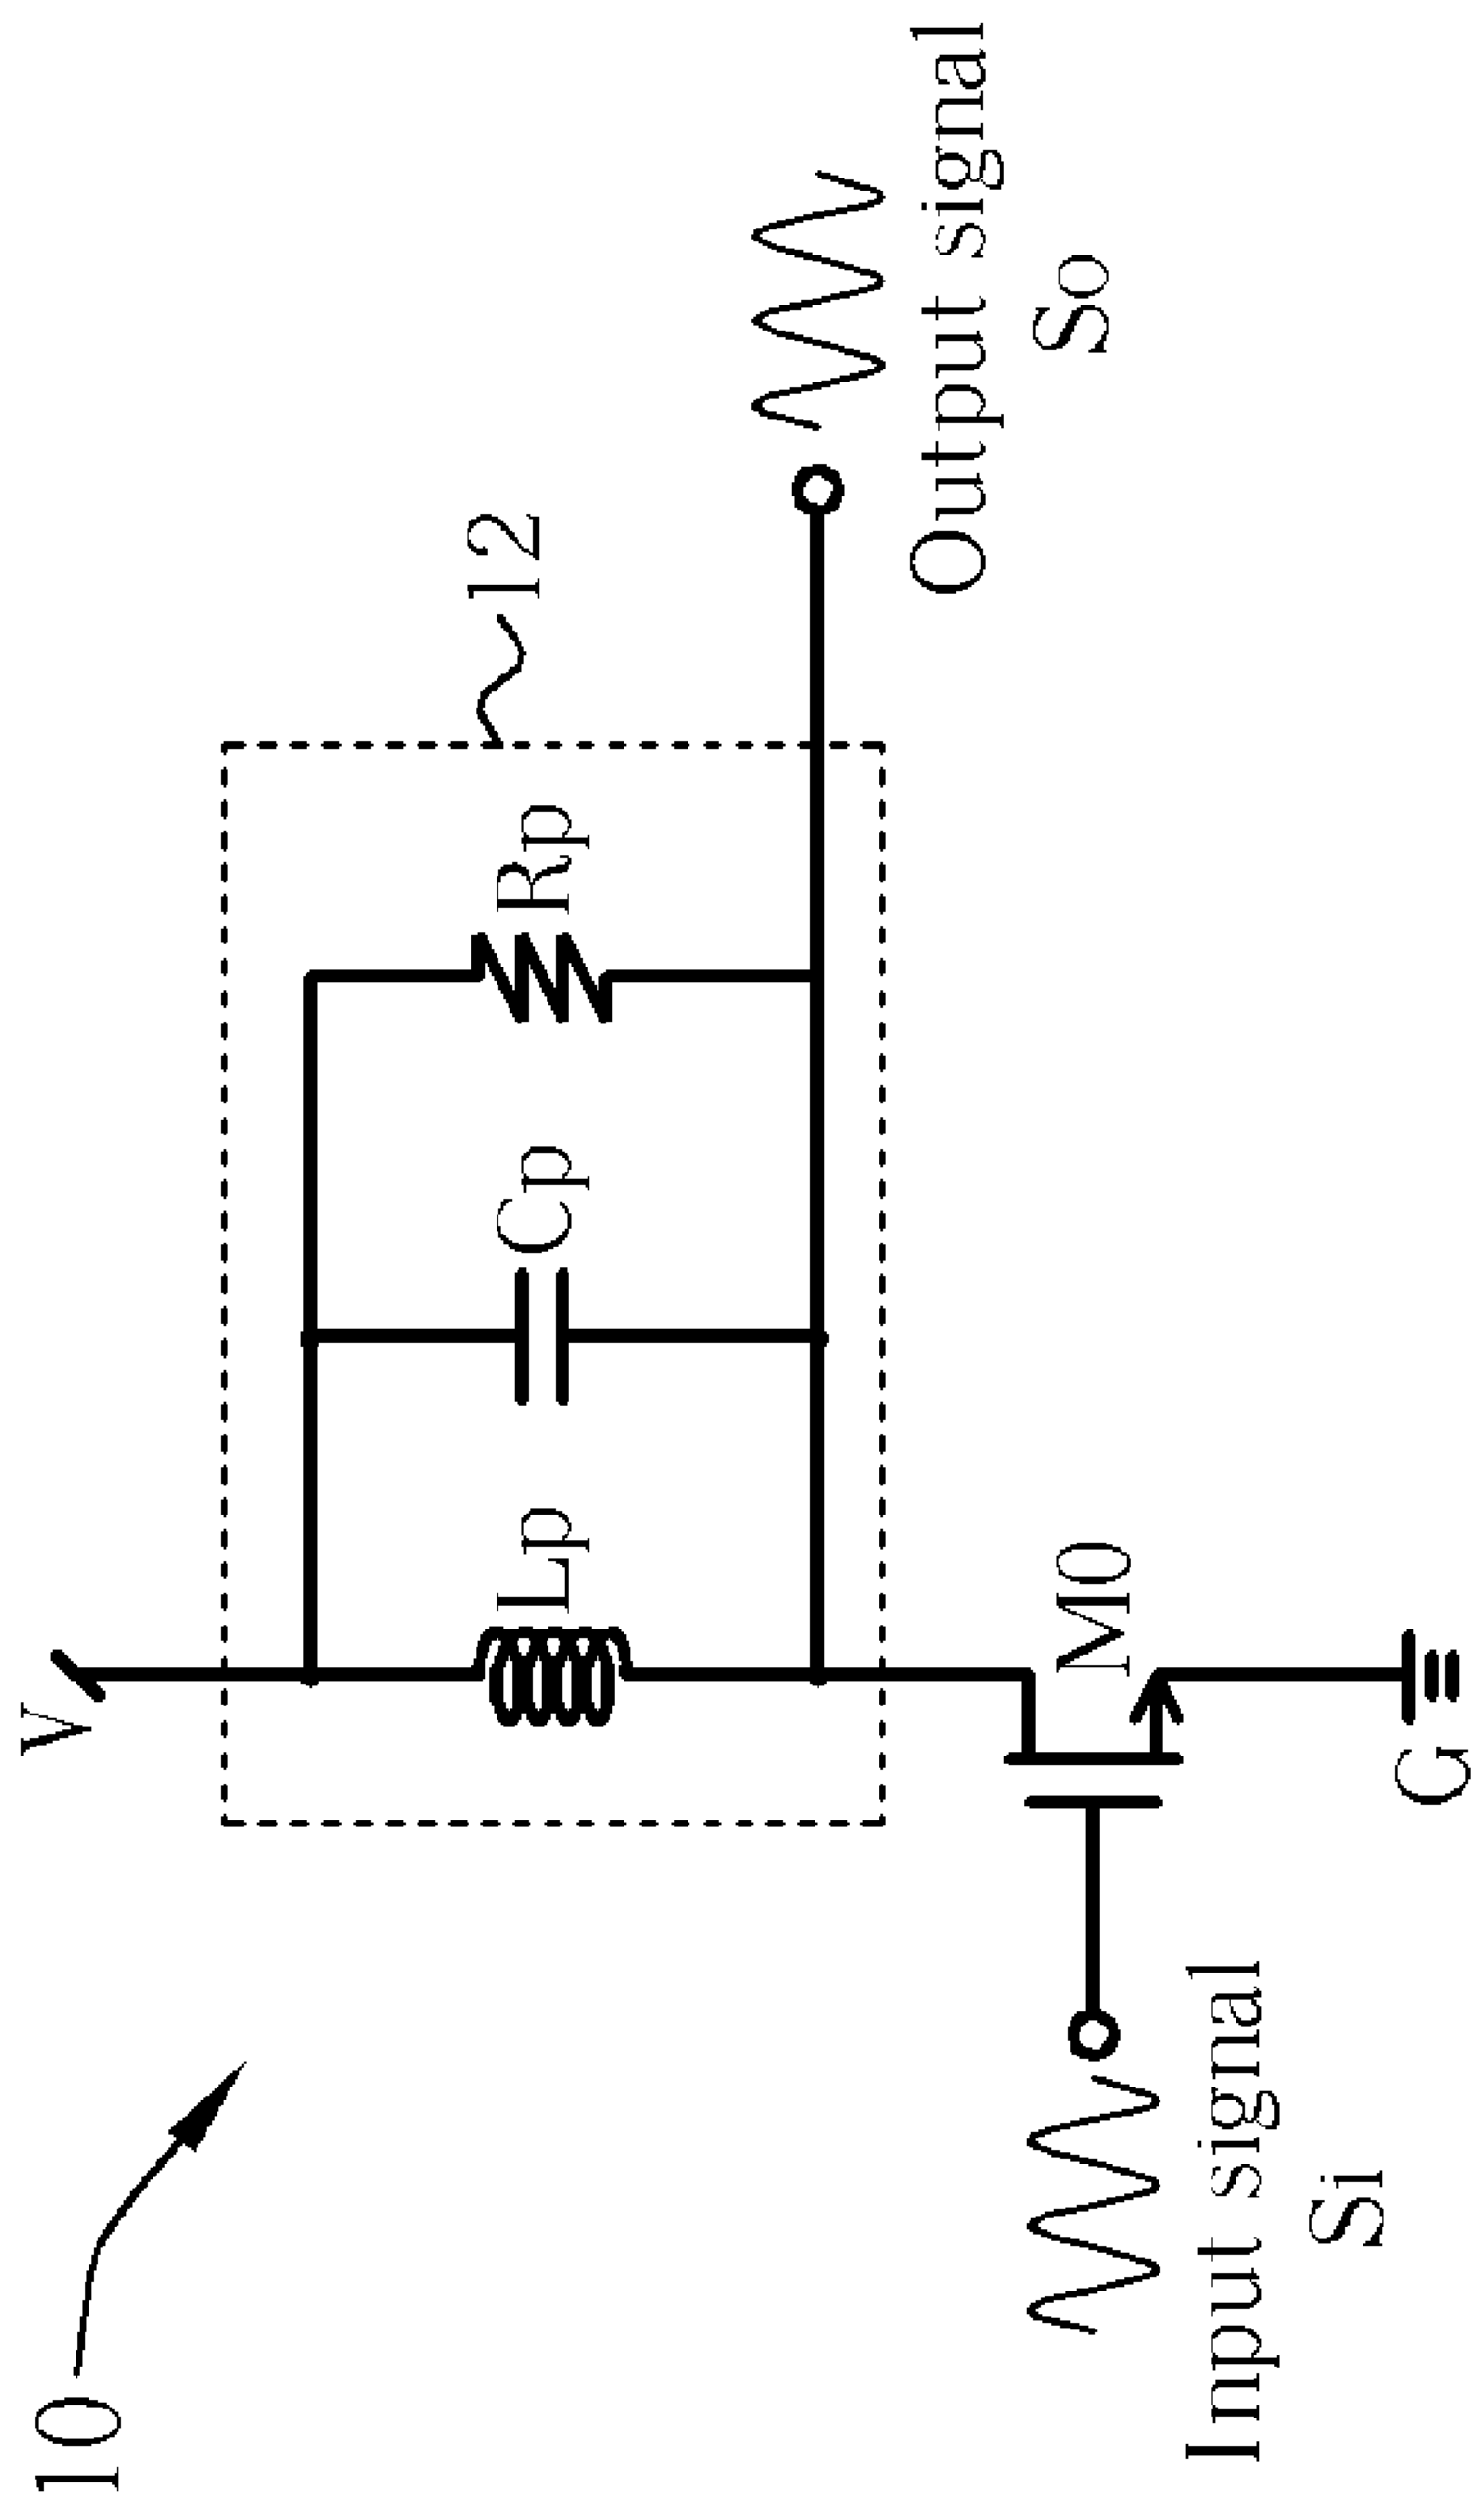 10
V
12
Lp
Cp
Rp
Output signal
So
M0
Input signal
Si
G